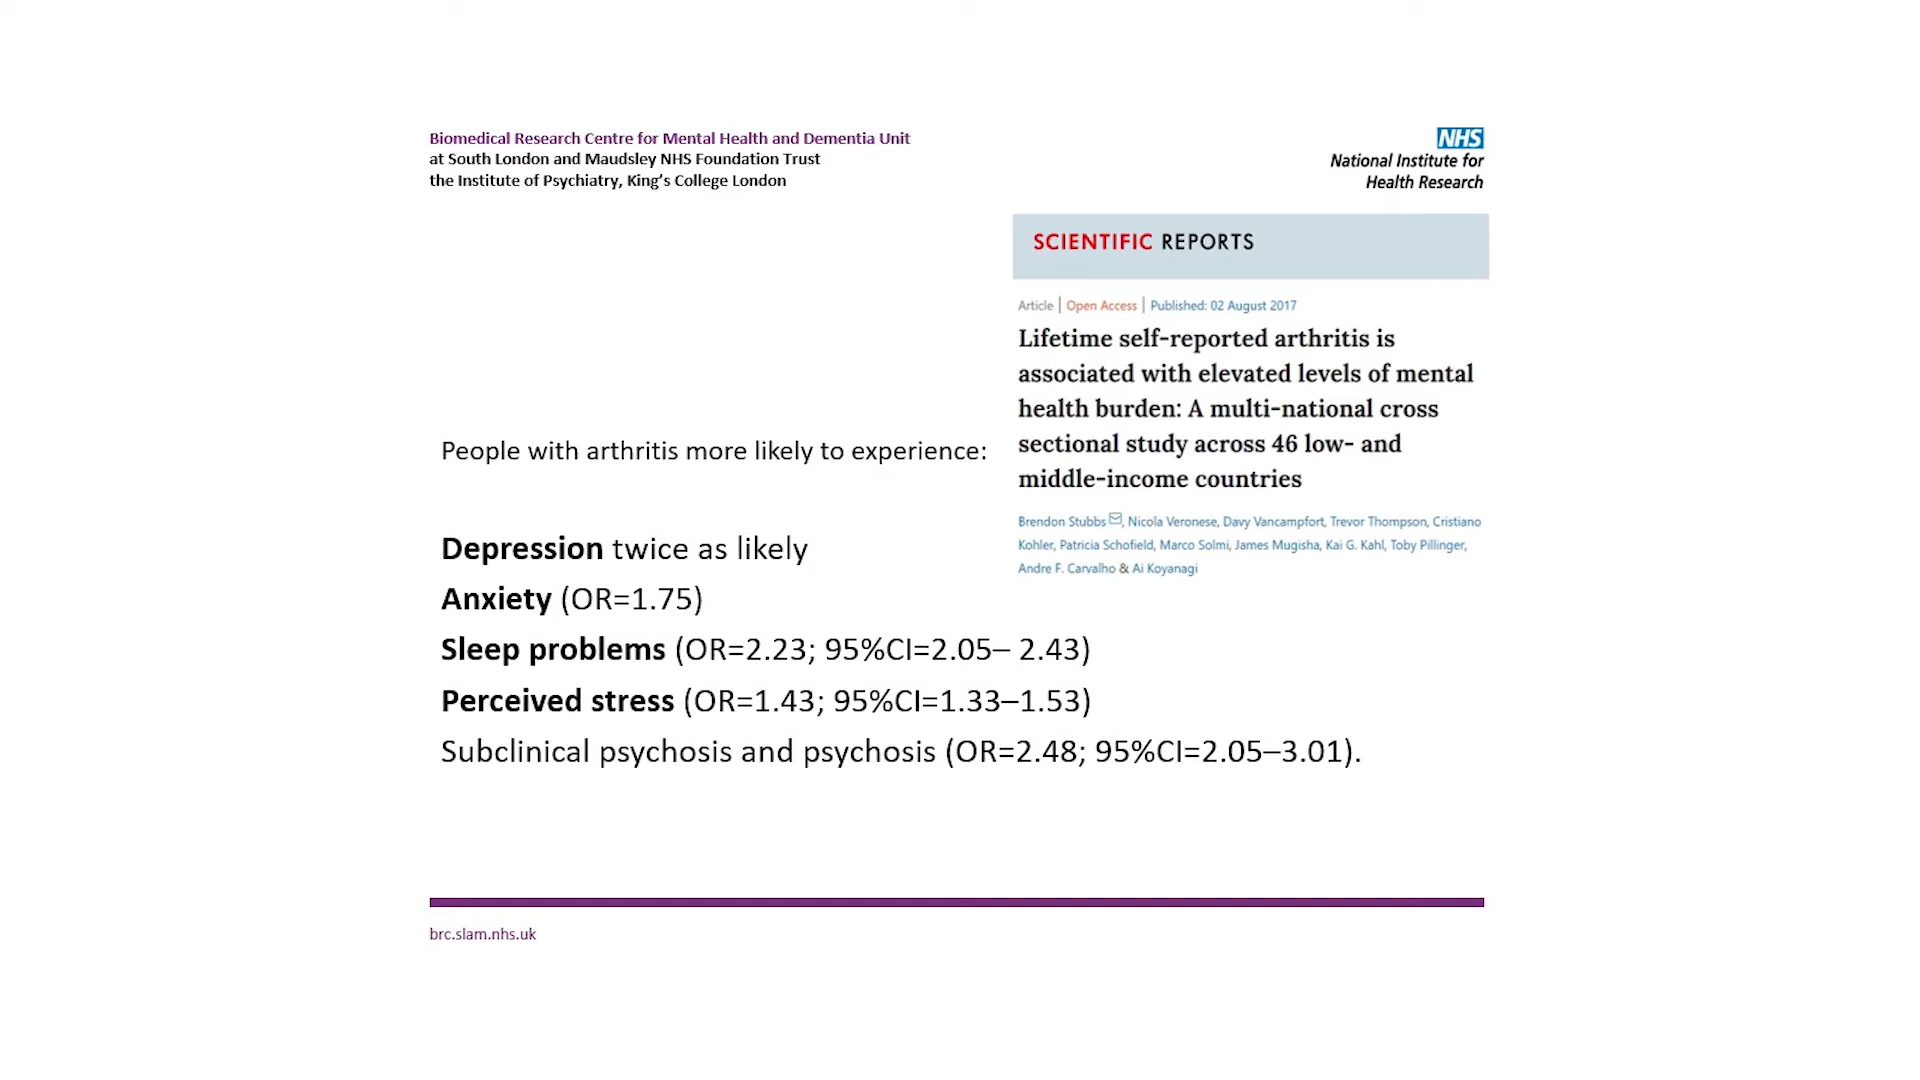 Biomedical Research Centre for Mental Health and Dementia Unit
at South London and Maudsley NHS Foundation Trust
the Institute of Psychiatry, King's College London
NHS
National Institute for
Health Research
SCIENTIFIC REPORTS
Article | Open Access | Published: 02 August 2017
Lifetime self-reported arthritis is
associated with elevated levels of mental
health burden: A multi-national cross
sectional study across 46 low- and
middle-income countries
Brendon Stubbs, Nicola Veronese, Davy Vancampfort, Trevor Thompson, Cristiano
Kohler, Patricia Schofield, Marco Solmi, James Mugisha, Kai G. Kahl, Toby Pillinger,
Andre F. Carvalho & Ai Koyanagi
People with arthritis more likely to experience:
Depression twice as likely
Anxiety (OR=1.75)
Sleep problems (OR=2.23; 95%CI=2.05– 2.43)
Perceived stress (OR=1.43; 95%CI=1.33–1.53)
Subclinical psychosis and psychosis (OR=2.48; 95%CI=2.05–3.01).
brc.slam.nhs.uk